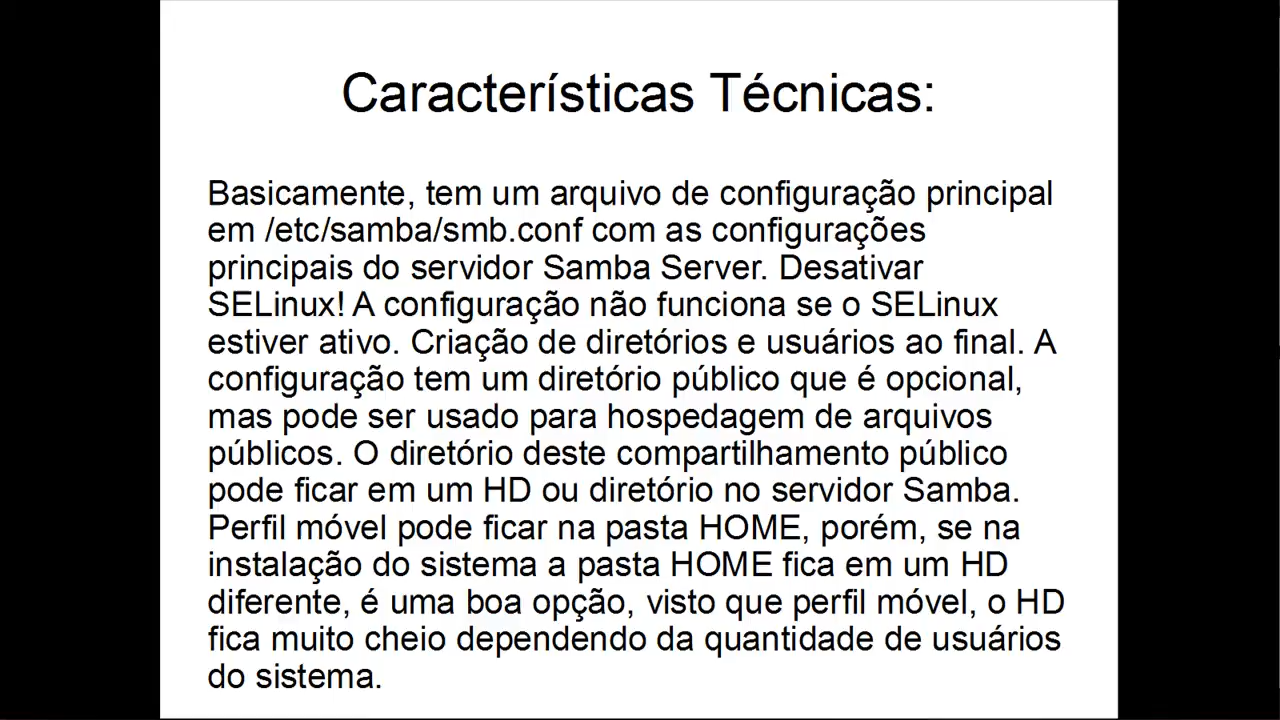 Características Técnicas:
Basicamente, tem um arquivo de configuração principal
em /etc/samba/smb.conf com as configurações
principais do servidor Samba Server. Desativar
SELinux! A configuração não funciona se o SELinux
estiver ativo. Criação de diretórios e usuários ao final. A
configuração tem um diretório público que é opcional,
mas pode ser usado para hospedagem de arquivos
públicos. O diretório deste compartilhamento público
pode ficar em um HD ou diretório no servidor Samba.
Perfil móvel pode ficar na pasta HOME, porém, se na
instalação do sistema a pasta HOME fica em um HD
diferente, é uma boa opção, visto que perfil móvel, o HD
fica muito cheio dependendo da quantidade de usuários
do sistema.